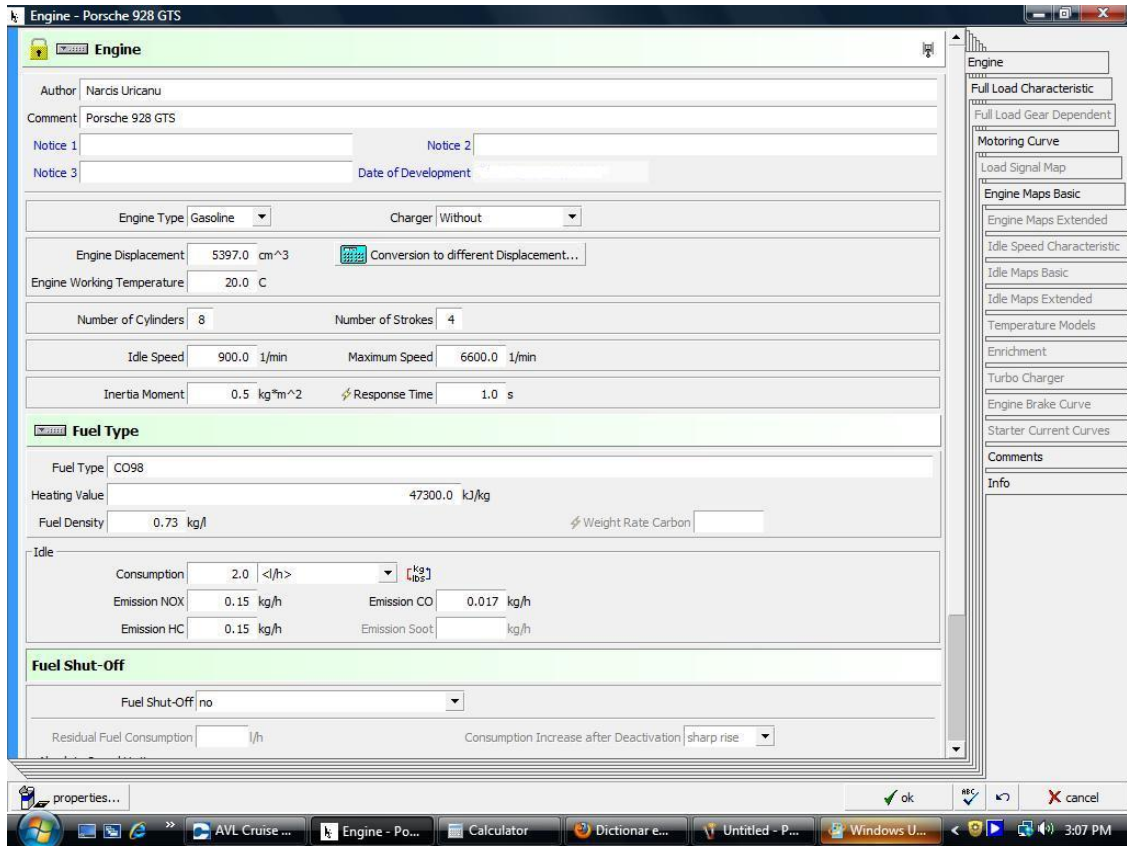 Engine - Porsche 928 GTS
Engine
Author Narcis Uricanu
Comment Porsche 928 GTS
Notice 1 Notice 2
Notice 3 Date of Development
Engine Type Gasoline Charger Without
Engine Displacement 5397.0 cm^3 Conversion to different Displacement...
Engine Working Temperature 20.0 C
Number of Cylinders 8 Number of Strokes 4
Idle Speed 900.0 1/min Maximum Speed 6600.0 1/min
Inertia Moment 0.5 kg*m^2 Response Time 1.0 s
Fuel Type
Fuel Type CO98
Heating Value 47300.0 kJ/kg
Fuel Density 0.73 kg/l Weight Rate Carbon
Idle
Consumption 2.0 <l/h> kg lbs
Emission NOX 0.15 kg/h Emission CO 0.017 kg/h
Emission HC 0.15 kg/h Emission Soot kg/h
Fuel Shut-Off
Fuel Shut-Off no
Residual Fuel Consumption l/h Consumption Increase after Deactivation sharp rise
Engine
Full Load Characteristic
Full Load Gear Dependent
Motoring Curve
Load Signal Map
Engine Maps Basic
Engine Maps Extended
Idle Speed Characteristic
Idle Maps Basic
Idle Maps Extended
Temperature Models
Enrichment
Turbo Charger
Engine Brake Curve
Starter Current Curves
Comments
Info
properties... ok ABC cancel
AVL Cruise ... Engine - Po... Calculator Dictionar e... Untitled - P... Windows U... 3:07 PM